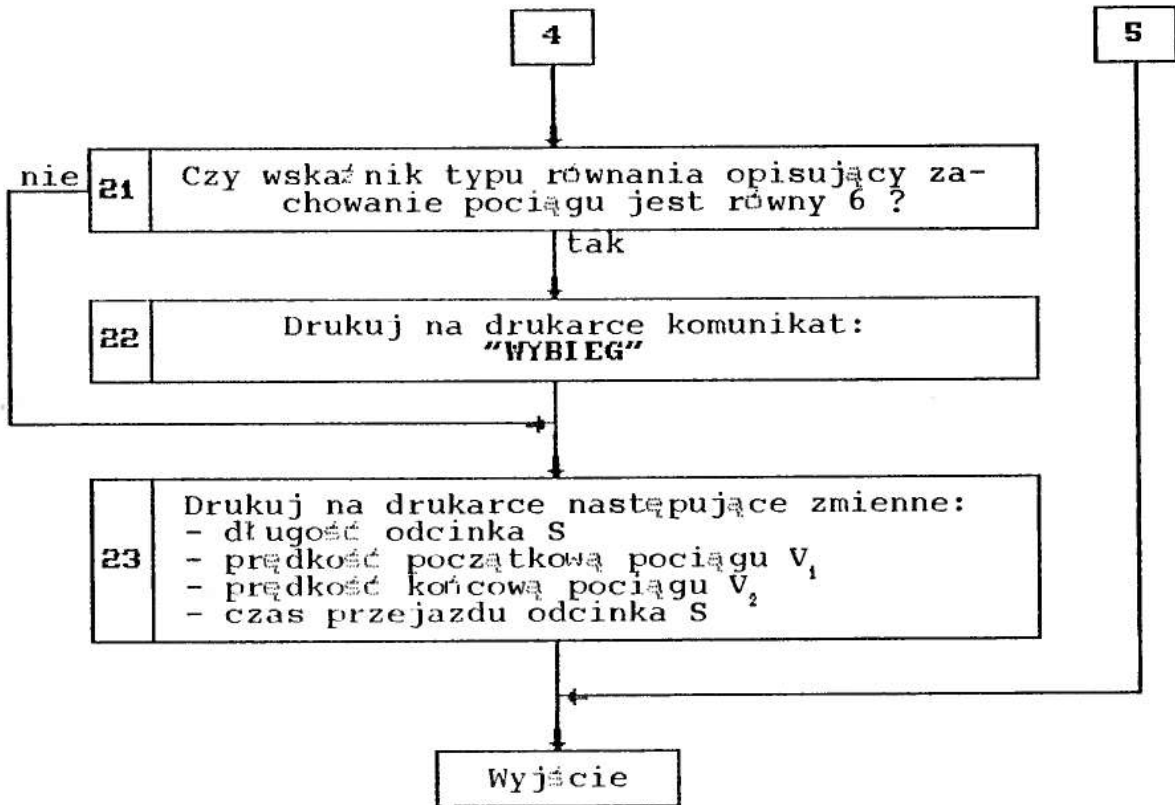 4
5
nie
21
Czy wskaźnik typu równania opisujący za-
chowanie pociągu jest równy 6 ?
tak
22
Drukuj na drukarce komunikat:
"WYBIEG"
23
Drukuj na drukarce następujące zmienne:
- długość odcinka S
- prędkość początkową pociągu V₁
- prędkość końcową pociągu V₂
- czas przejazdu odcinka S
Wyjście